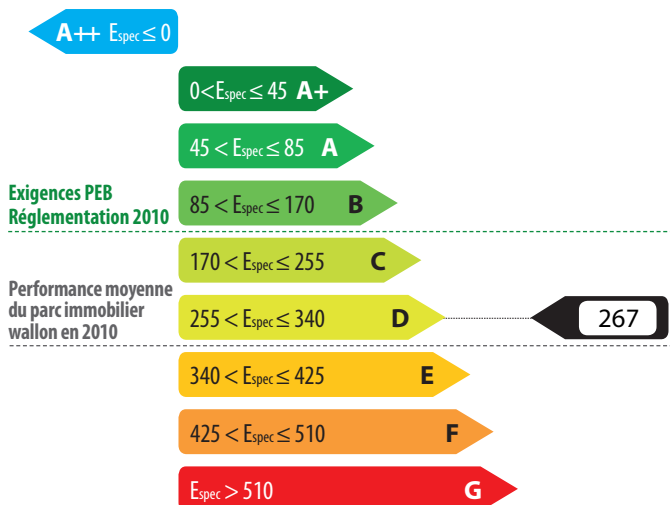 A++ Espec ≤ 0
0<Espec ≤ 45 A+
45 < Espec ≤ 85 A
Exigences PEB
Réglementation 2010
85 < Espec ≤ 170 B
170 < Espec ≤ 255 C
Performance moyenne
du parc immobilier
wallon en 2010
255 < Espec ≤ 340 D
267
340 < Espec ≤ 425 E
425 < Espec ≤ 510 F
Espec > 510 G